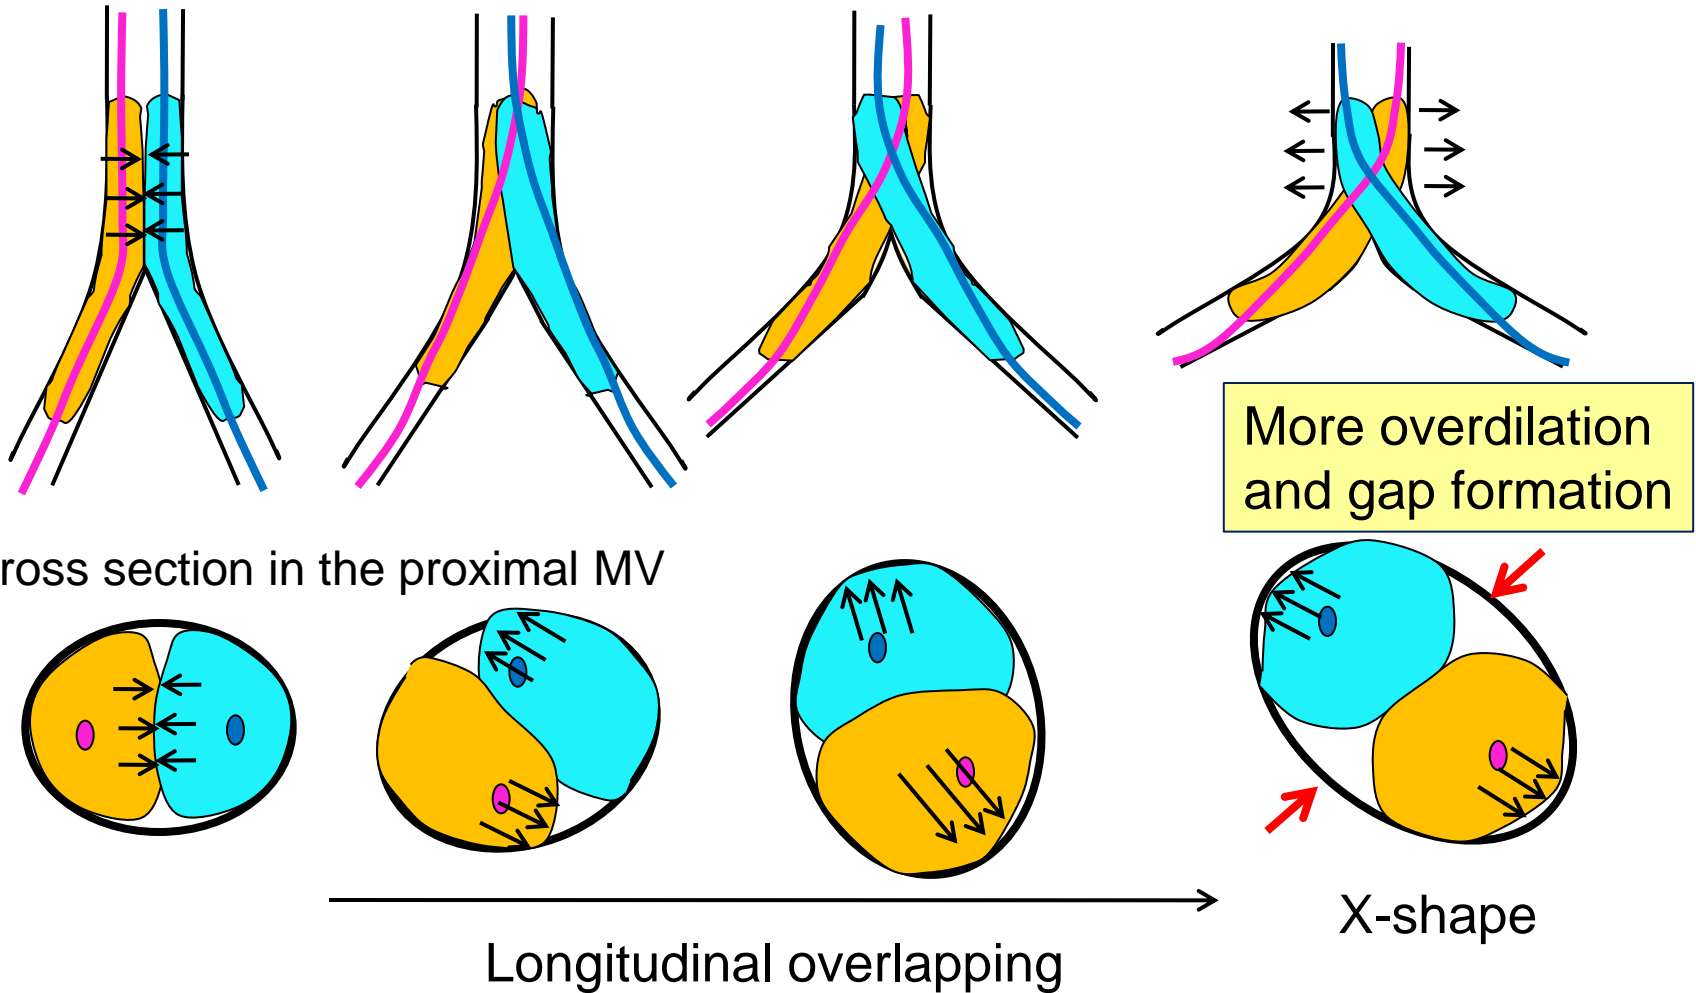 More overdilation
and gap formation
ross section in the proximal MV
X-shape
Longitudinal overlapping